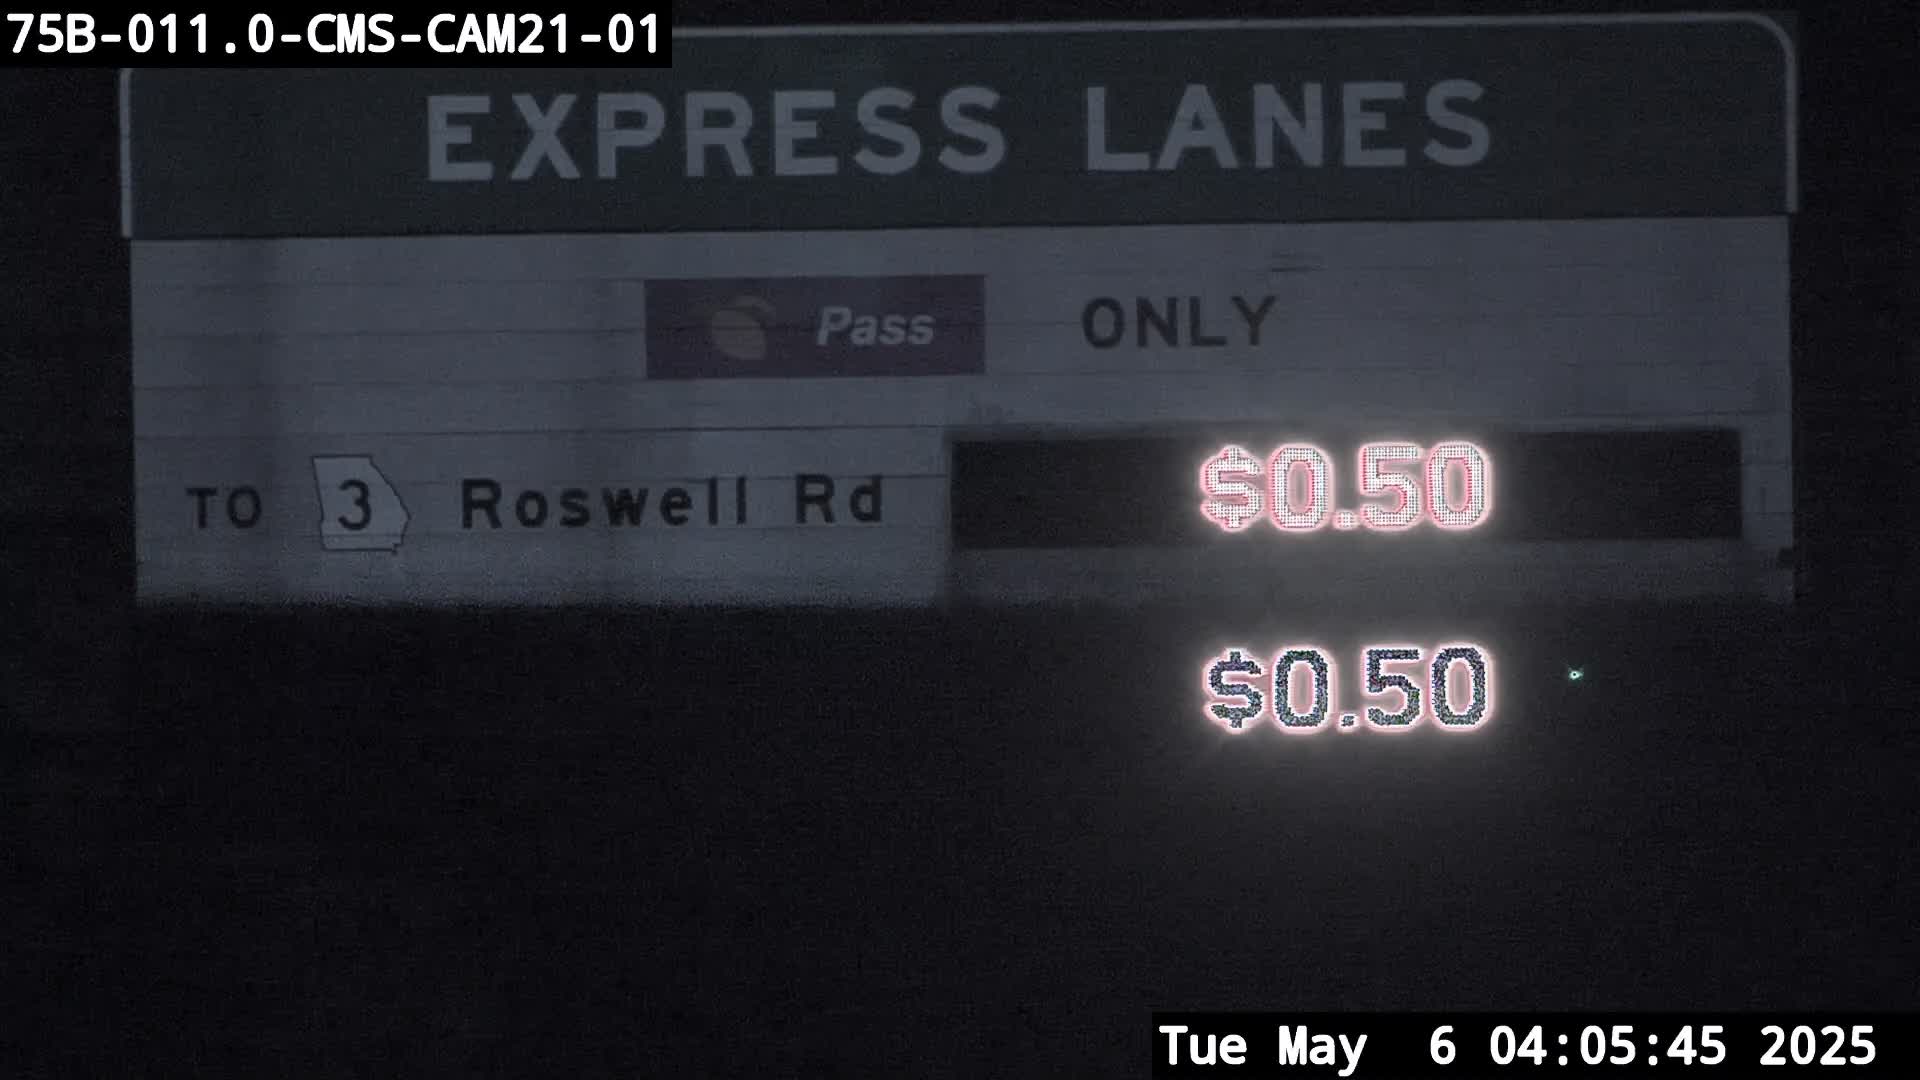 75B-011.0-CMS-CAM21-01
EXPRESS LANES
Pass ONLY
TO 3 Roswell Rd $0.50
$0.50
Tue May 6 04:05:45 2025